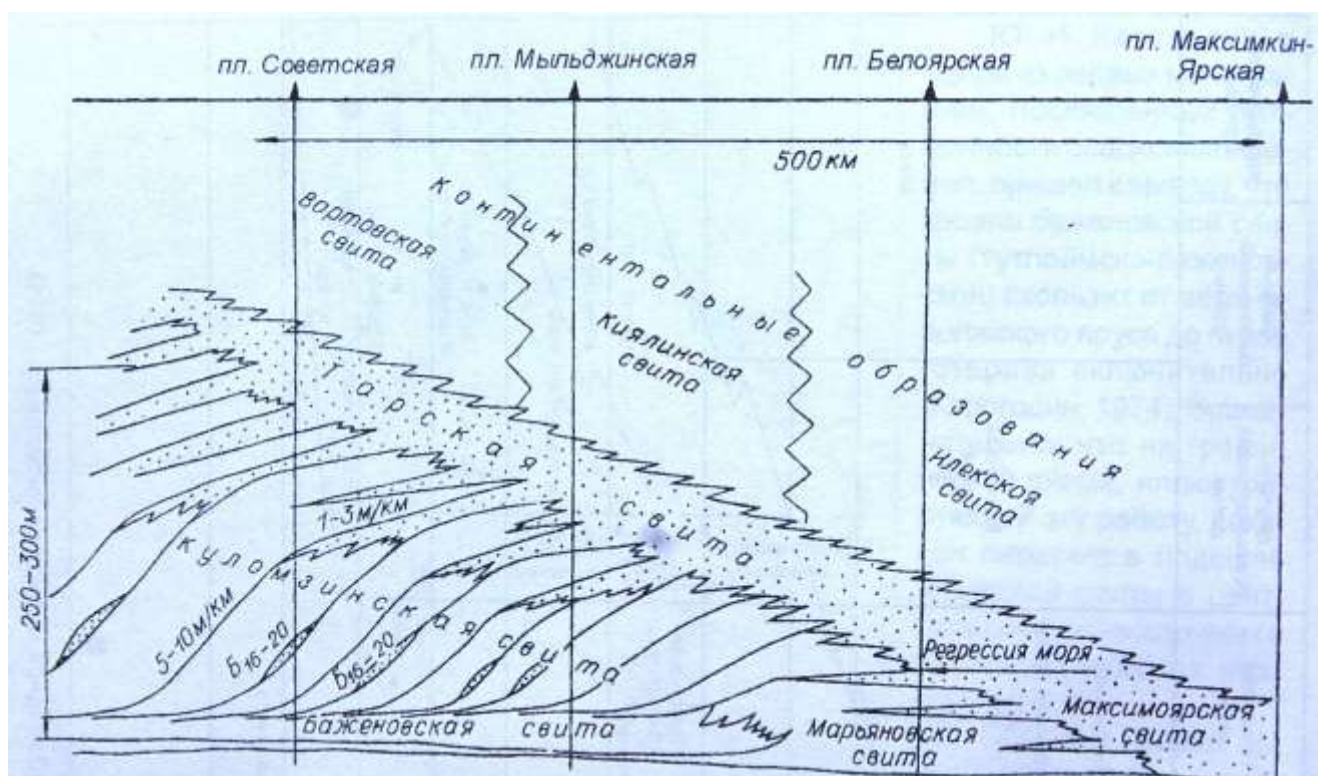 пл. Советская
пл. Мыльджинская
пл. Белоярская
пл. Максимкин-
Ярская
500 км
Континентальные образования
Вартовская
свита
Киялинская
свита
Илекская
свита
Тарская свита
1-3 м/км
Куломзинская свита
250-300м
5-10 м/км
Б16-20
Б16-20
Регрессия моря
Максимоярская
свита
Баженовская свита
Марьяновская
свита